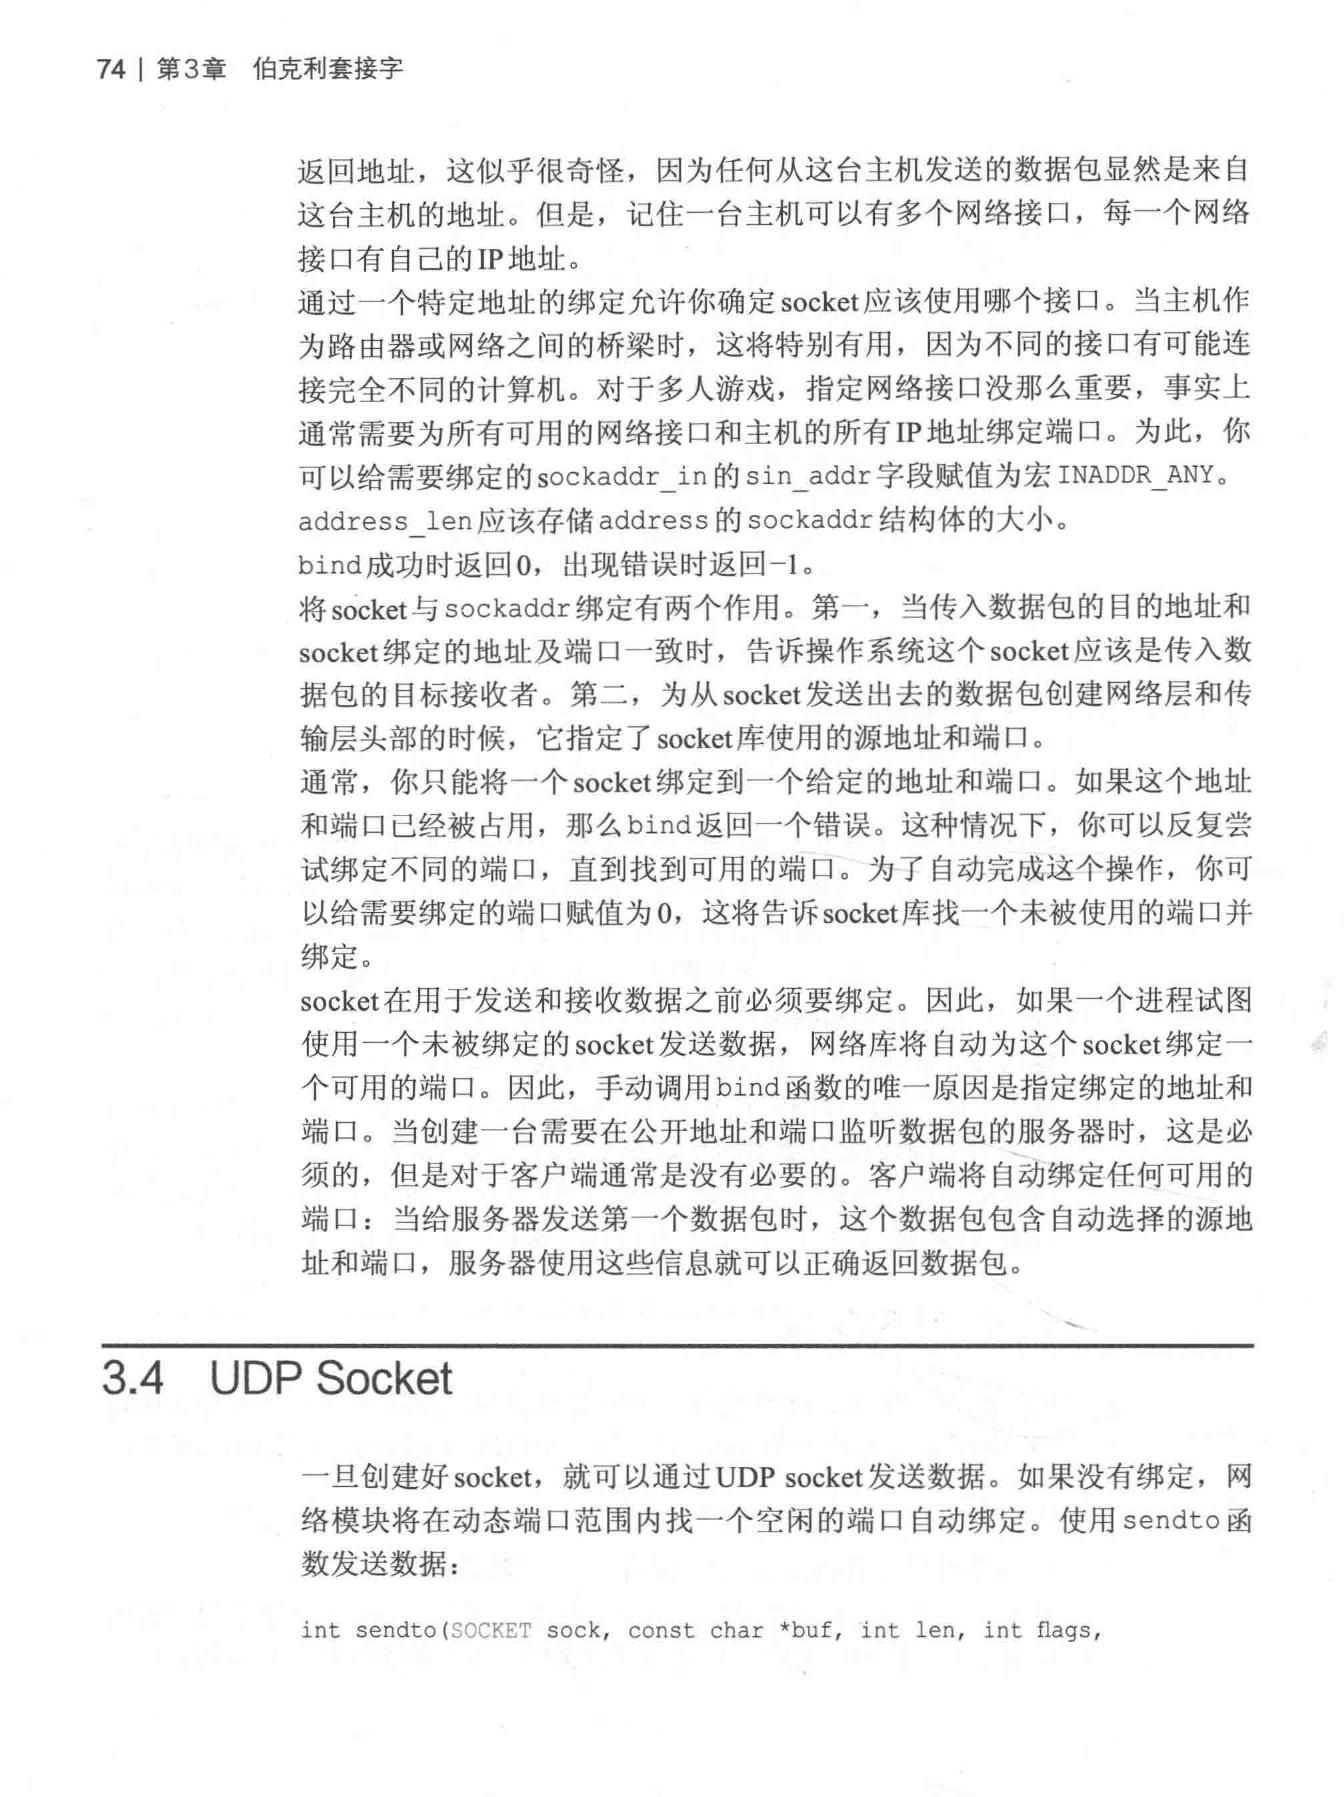 74 | 第3章 伯克利套接字
返回地址，这似乎很奇怪，因为任何从这台主机发送的数据包显然是来自
这台主机的地址。但是，记住一台主机可以有多个网络接口，每一个网络
接口有自己的IP地址。
通过一个特定地址的绑定允许你确定socket应该使用哪个接口。当主机作
为路由器或网络之间的桥梁时，这将特别有用，因为不同的接口有可能连
接完全不同的计算机。对于多人游戏，指定网络接口没那么重要，事实上
通常需要为所有可用的网络接口和主机的所有IP地址绑定端口。为此，你
可以给需要绑定的sockaddr_in的sin_addr字段赋值为宏INADDR_ANY。
address_len应该存储address的sockaddr结构体的大小。
bind成功时返回0，出现错误时返回-1。
将socket与sockaddr绑定有两个作用。第一，当传入数据包的目的地址和
socket绑定的地址及端口一致时，告诉操作系统这个socket应该是传入数
据包的目标接收者。第二，为从socket发送出去的数据包创建网络层和传
输层头部的时候，它指定了socket库使用的源地址和端口。
通常，你只能将一个socket绑定到一个给定的地址和端口。如果这个地址
和端口已经被占用，那么bind返回一个错误。这种情况下，你可以反复尝
试绑定不同的端口，直到找到可用的端口。为了自动完成这个操作，你可
以给需要绑定的端口赋值为0，这将告诉socket库找一个未被使用的端口并
绑定。
socket在用于发送和接收数据之前必须要绑定。因此，如果一个进程试图
使用一个未被绑定的socket发送数据，网络库将自动为这个socket绑定一
个可用的端口。因此，手动调用bind函数的唯一原因是指定绑定的地址和
端口。当创建一台需要在公开地址和端口监听数据包的服务器时，这是必
须的，但是对于客户端通常是没有必要的。客户端将自动绑定任何可用的
端口：当给服务器发送第一个数据包时，这个数据包包含自动选择的源地
址和端口，服务器使用这些信息就可以正确返回数据包。
3.4 UDP Socket
一旦创建好socket，就可以通过UDP socket发送数据。如果没有绑定，网
络模块将在动态端口范围内找一个空闲的端口自动绑定。使用sendto函
数发送数据：
int sendto(SOCKET sock, const char *buf, int len, int flags,